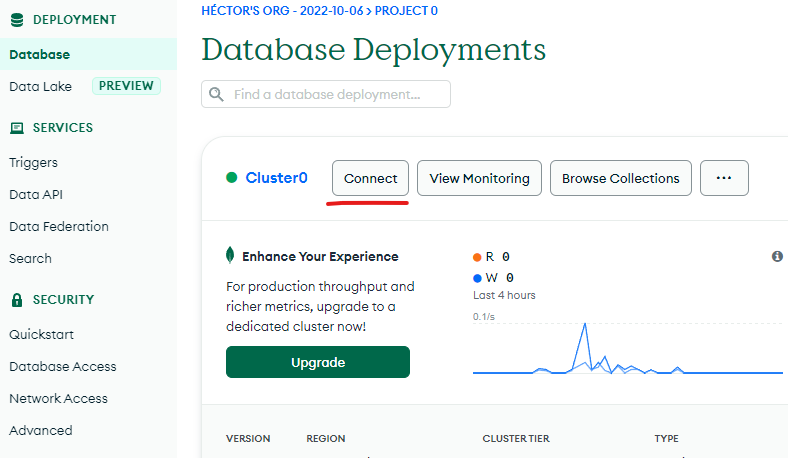 DEPLOYMENT
Database
Data Lake PREVIEW
SERVICES
Triggers
Data API
Data Federation
Search
SECURITY
Quickstart
Database Access
Network Access
Advanced
HÉCTOR'S ORG - 2022-10-06 > PROJECT 0
Database Deployments
Find a database deployment...
Cluster0 Connect View Monitoring Browse Collections ...
Enhance Your Experience
For production throughput and
richer metrics, upgrade to a
dedicated cluster now!
Upgrade
R 0
W 0
Last 4 hours
0.1/s
VERSION REGION CLUSTER TIER TYPE